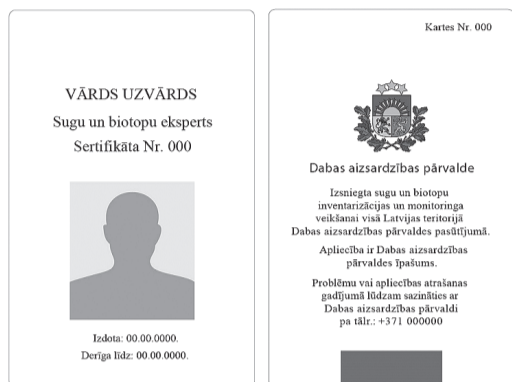 VĀRDS UZVĀRDS
Sugu un biotopu eksperts
Sertifikāta Nr. 000
Izdota: 00.00.0000.
Derīga līdz: 00.00.0000.
Kartes Nr. 000
Dabas aizsardzības pārvalde
Izsniegta sugu un biotopu
inventarizācijas un monitoringa
veikšanai visā Latvijas teritorijā
Dabas aizsardzības pārvaldes pasūtījumā.
Apliecība ir Dabas aizsardzības
pārvaldes īpašums.
Problēmu vai apliecības atrašanas
gadījumā lūdzam sazināties ar
Dabas aizsardzības pārvaldi
pa tālr.: +371 000000